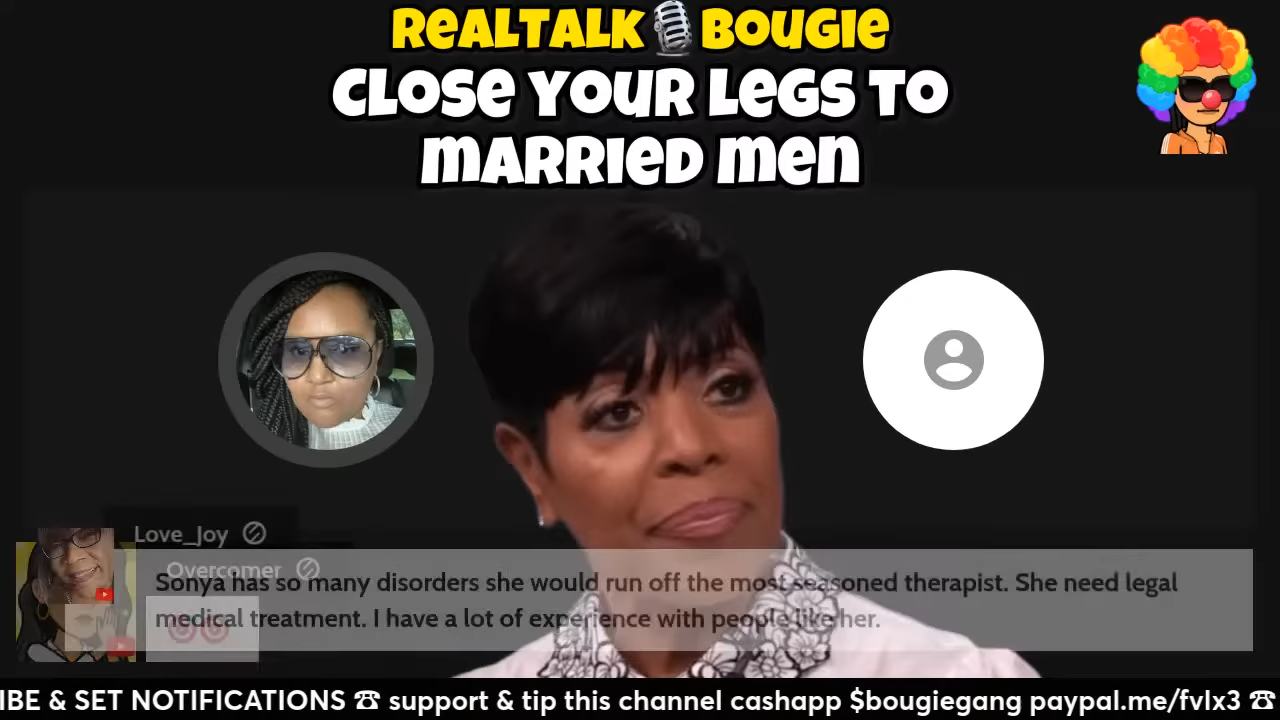 REALTALK🎙BOUGIE
CLOSE YOUR LEGS TO
MARRIED MEN
Love_Joy
Overcomer
Sonya has so many disorders she would run off the most seasoned therapist. She need legal
medical treatment. I have a lot of experience with people like her.
IBE & SET NOTIFICATIONS ☎ support & tip this channel cashapp $bougiegang paypal.me/fvlx3 ☎